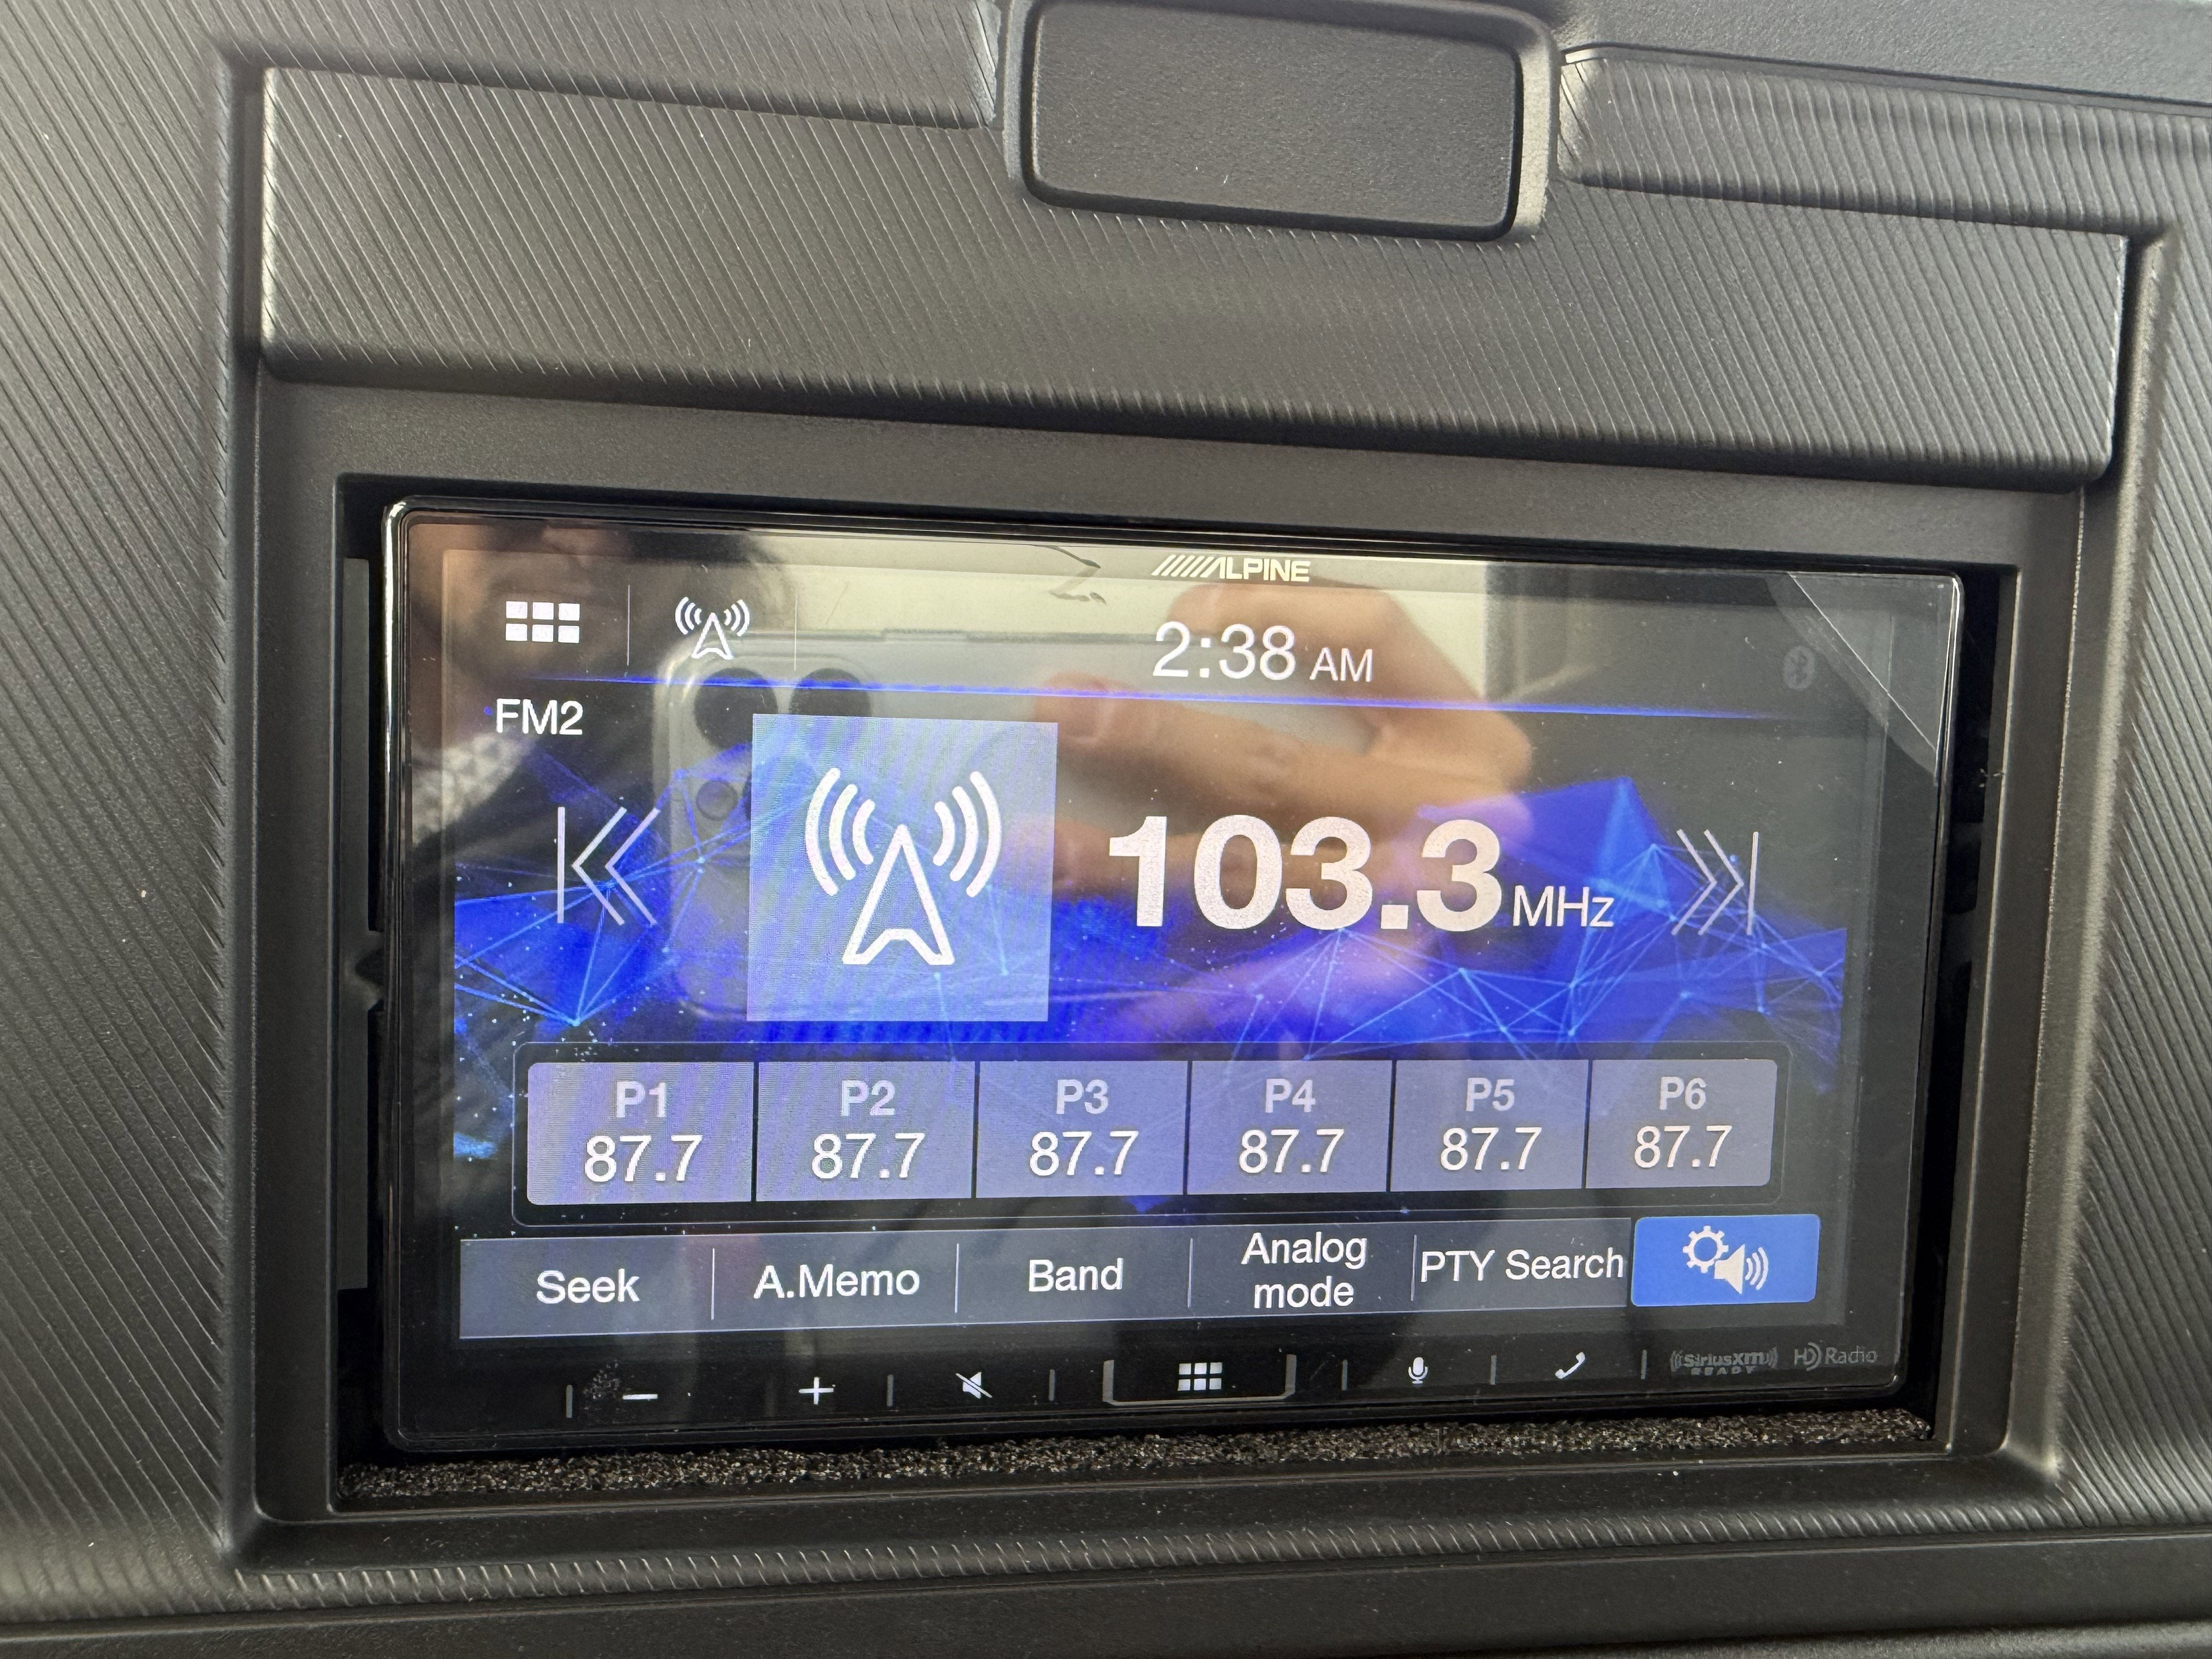 ALPINE
2:38 AM
FM2
103.3 MHz
P1 P2 P3 P4 P5 P6
87.7 87.7 87.7 87.7 87.7 87.7
Seek A.Memo Band Analog mode PTY Search
SiriusXM READY HD Radio